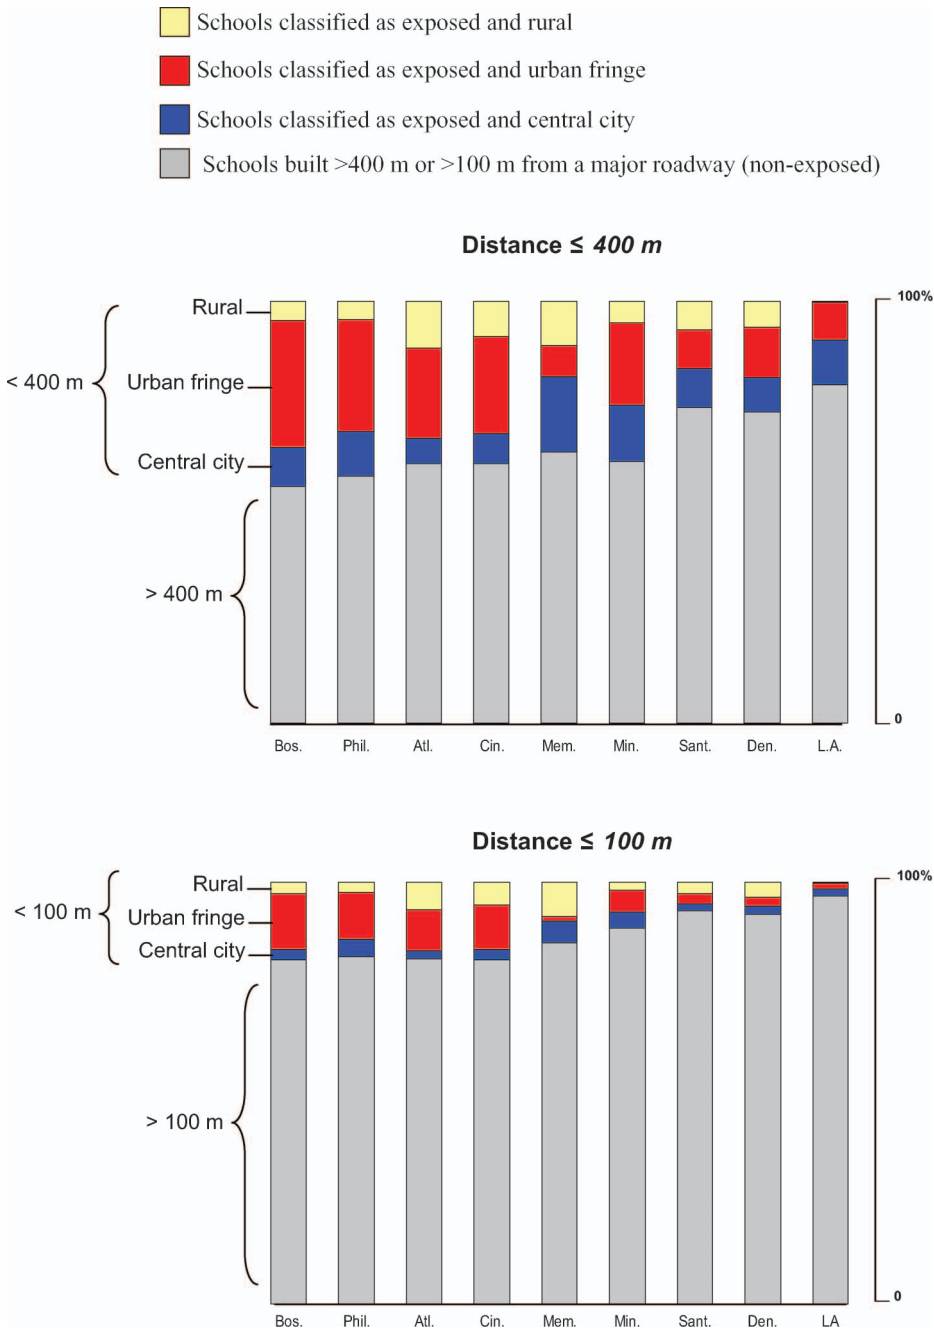 Schools classified as exposed and rural
Schools classified as exposed and urban fringe
Schools classified as exposed and central city
Schools built >400 m or >100 m from a major roadway (non-exposed)
Distance ≤ 400 m
100%
Rural
< 400 m
Urban fringe
Central city
> 400 m
0
Bos. Phil. Atl. Cin. Mem. Min. Sant. Den. L.A.
Distance ≤ 100 m
100%
Rural
< 100 m
Urban fringe
Central city
> 100 m
0
Bos. Phil. Atl. Cin. Mem. Min. Sant. Den. LA